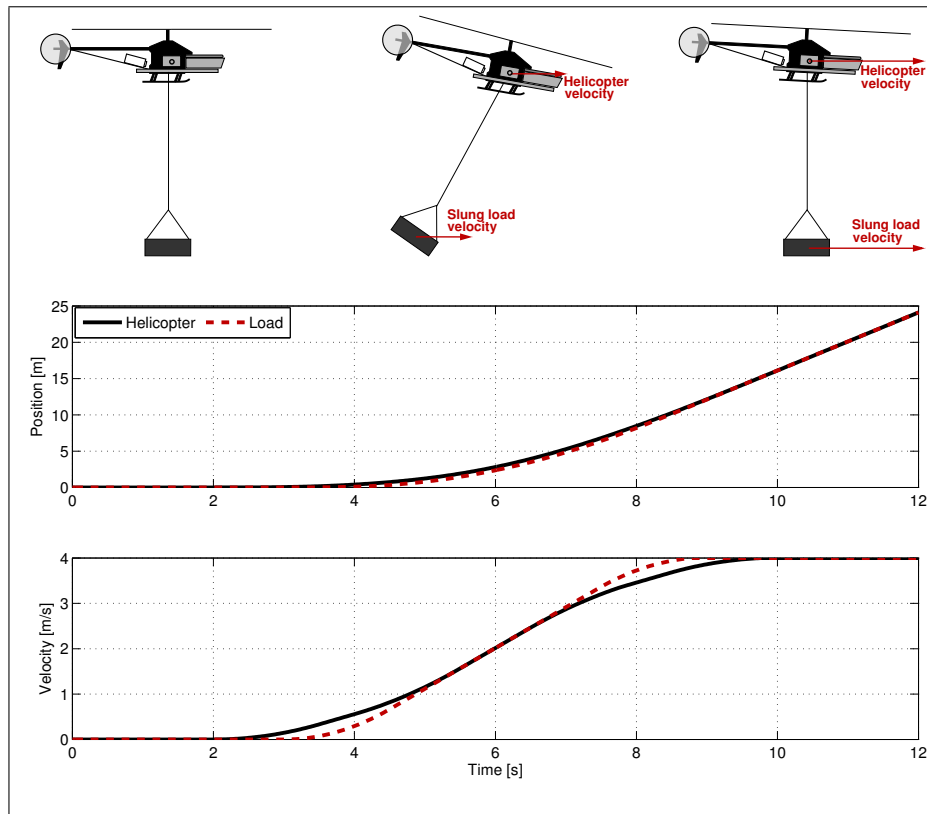 Helicopter
velocity
Helicopter
velocity
Slung load
velocity
Slung load
velocity
25
20
15
10
5
0
Position [m]
Helicopter Load
0 2 4 6 8 10 12
4
3
2
1
0
Velocity [m/s]
0 2 4 6 8 10 12
Time [s]